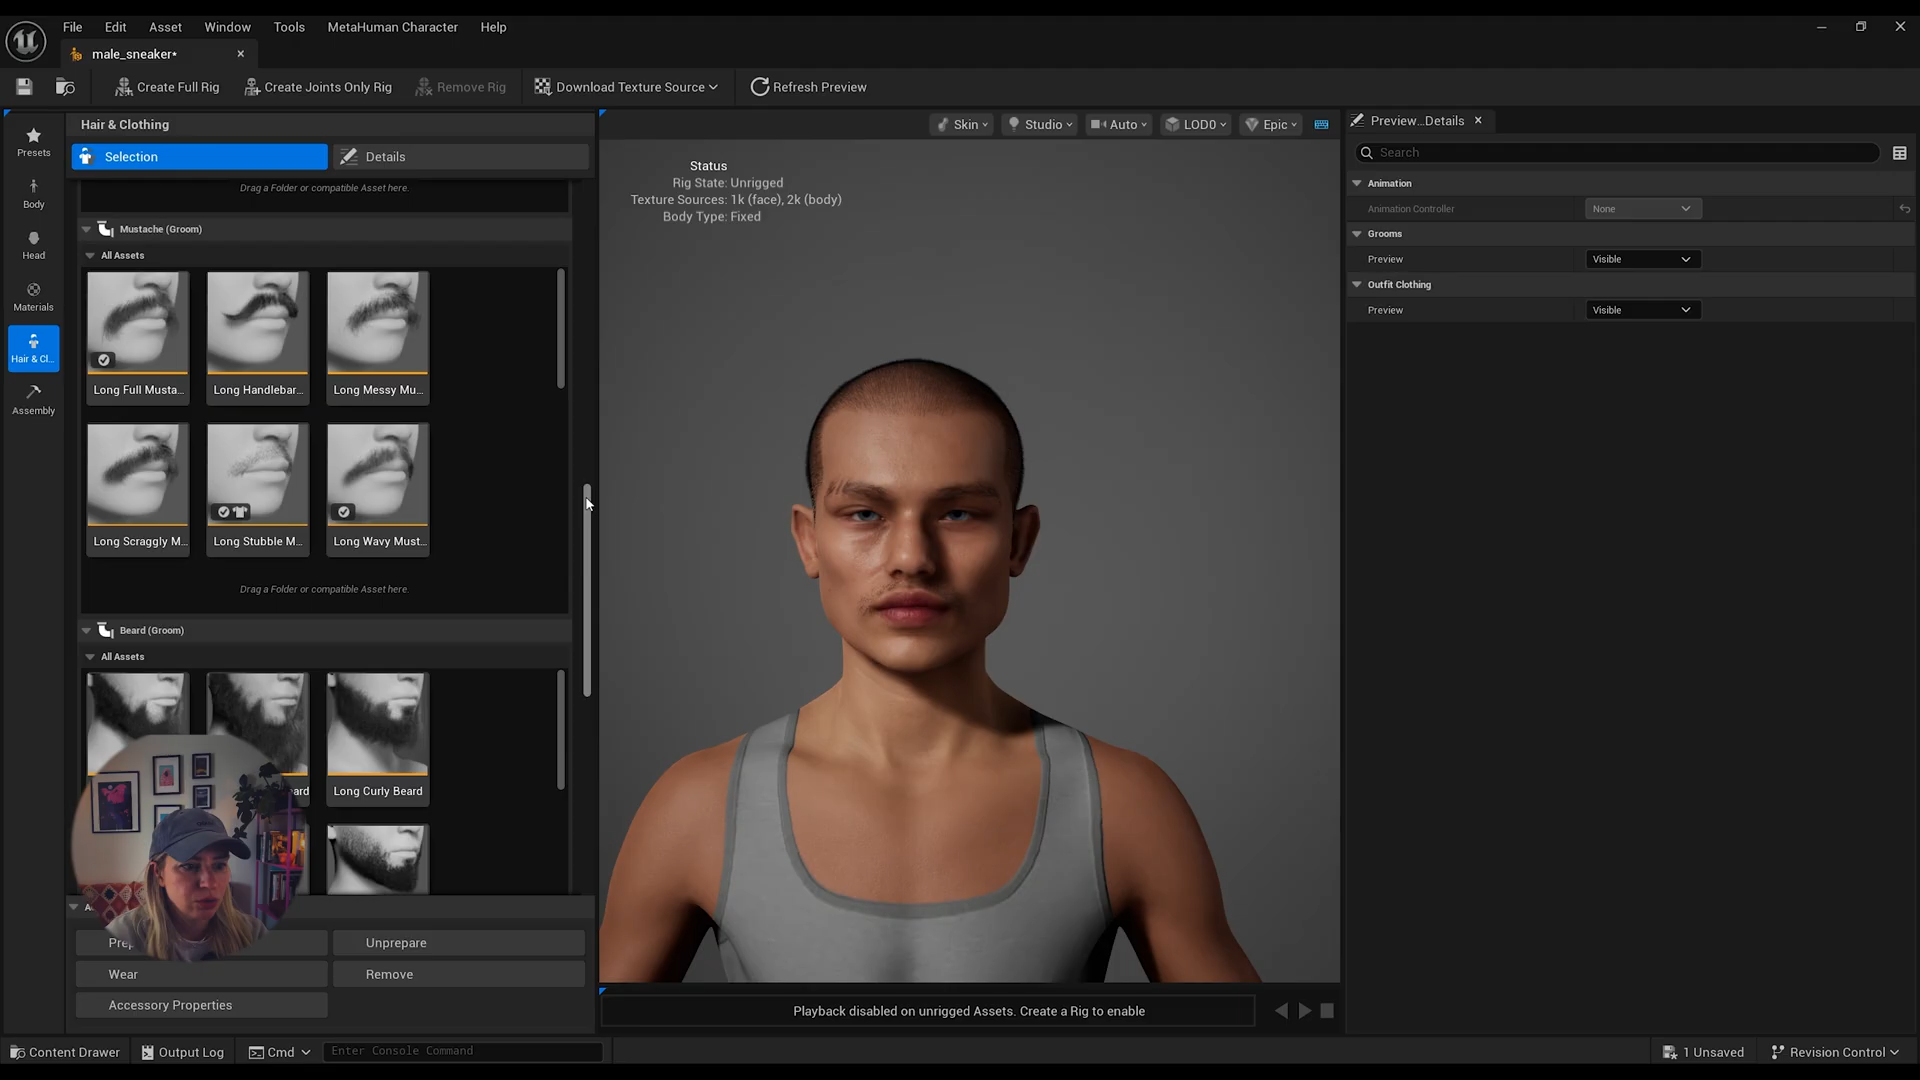 File Edit Asset Window Tools MetaHuman Character Help
male_sneaker*
Create Full Rig Create Joints Only Rig Remove Rig Download Texture Source Refresh Preview
Presets
Body
Head
Materials
Hair & Cl...
Assembly
Hair & Clothing
Selection Details
Drag a Folder or compatible Asset here.
Mustache (Groom)
All Assets
Long Full Musta... Long Handlebar... Long Messy Mu...
Long Scraggly M... Long Stubble M... Long Wavy Must...
Drag a Folder or compatible Asset here.
Beard (Groom)
All Assets
Long Curly Beard
Unprepare
Wear Remove
Accessory Properties
Skin Studio Auto LOD0 Epic
Status
Rig State: Unrigged
Texture Sources: 1k (face), 2k (body)
Body Type: Fixed
Playback disabled on unrigged Assets. Create a Rig to enable
Preview...Details
Search
Animation
Animation Controller None
Grooms
Preview Visible
Outfit Clothing
Preview Visible
Content Drawer Output Log Cmd Enter Console Command 1 Unsaved Revision Control